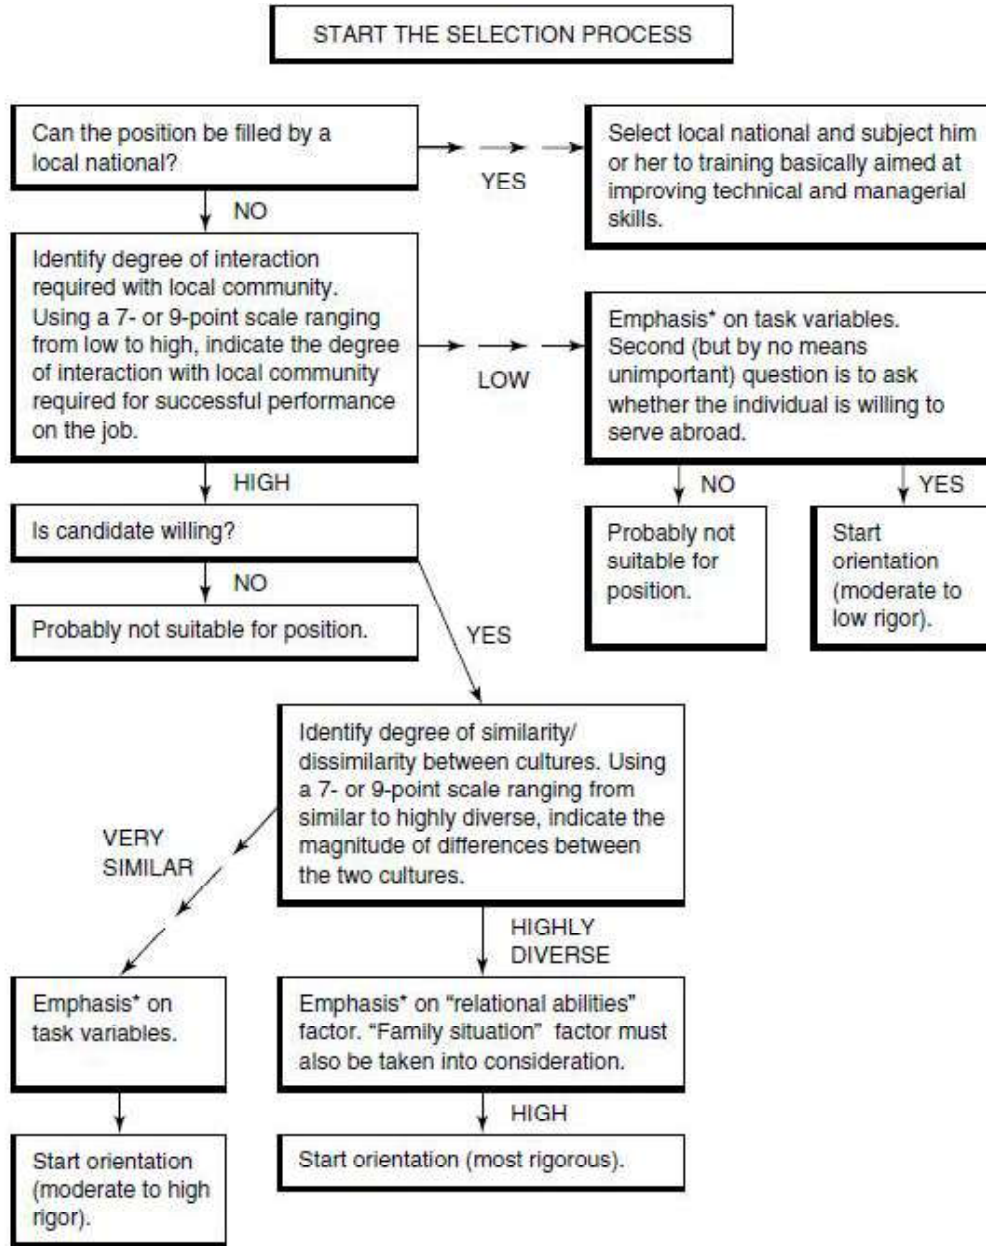 START THE SELECTION PROCESS
Can the position be filled by a
local national?
YES
Select local national and subject him
or her to training basically aimed at
improving technical and managerial
skills.
NO
Identify degree of interaction
required with local community.
Using a 7- or 9-point scale ranging
from low to high, indicate the degree
of interaction with local community
required for successful performance
on the job.
LOW
Emphasis* on task variables.
Second (but by no means
unimportant) question is to ask
whether the individual is willing to
serve abroad.
HIGH
NO
YES
Is candidate willing?
Probably not
suitable for
position.
Start
orientation
(moderate to
low rigor).
NO
Probably not suitable for position.
YES
Identify degree of similarity/
dissimilarity between cultures. Using
a 7- or 9-point scale ranging from
similar to highly diverse, indicate the
magnitude of differences between
the two cultures.
VERY
SIMILAR
HIGHLY
DIVERSE
Emphasis* on
task variables.
Emphasis* on “relational abilities”
factor. “Family situation” factor must
also be taken into consideration.
HIGH
Start orientation
(moderate to high
rigor).
Start orientation (most rigorous).